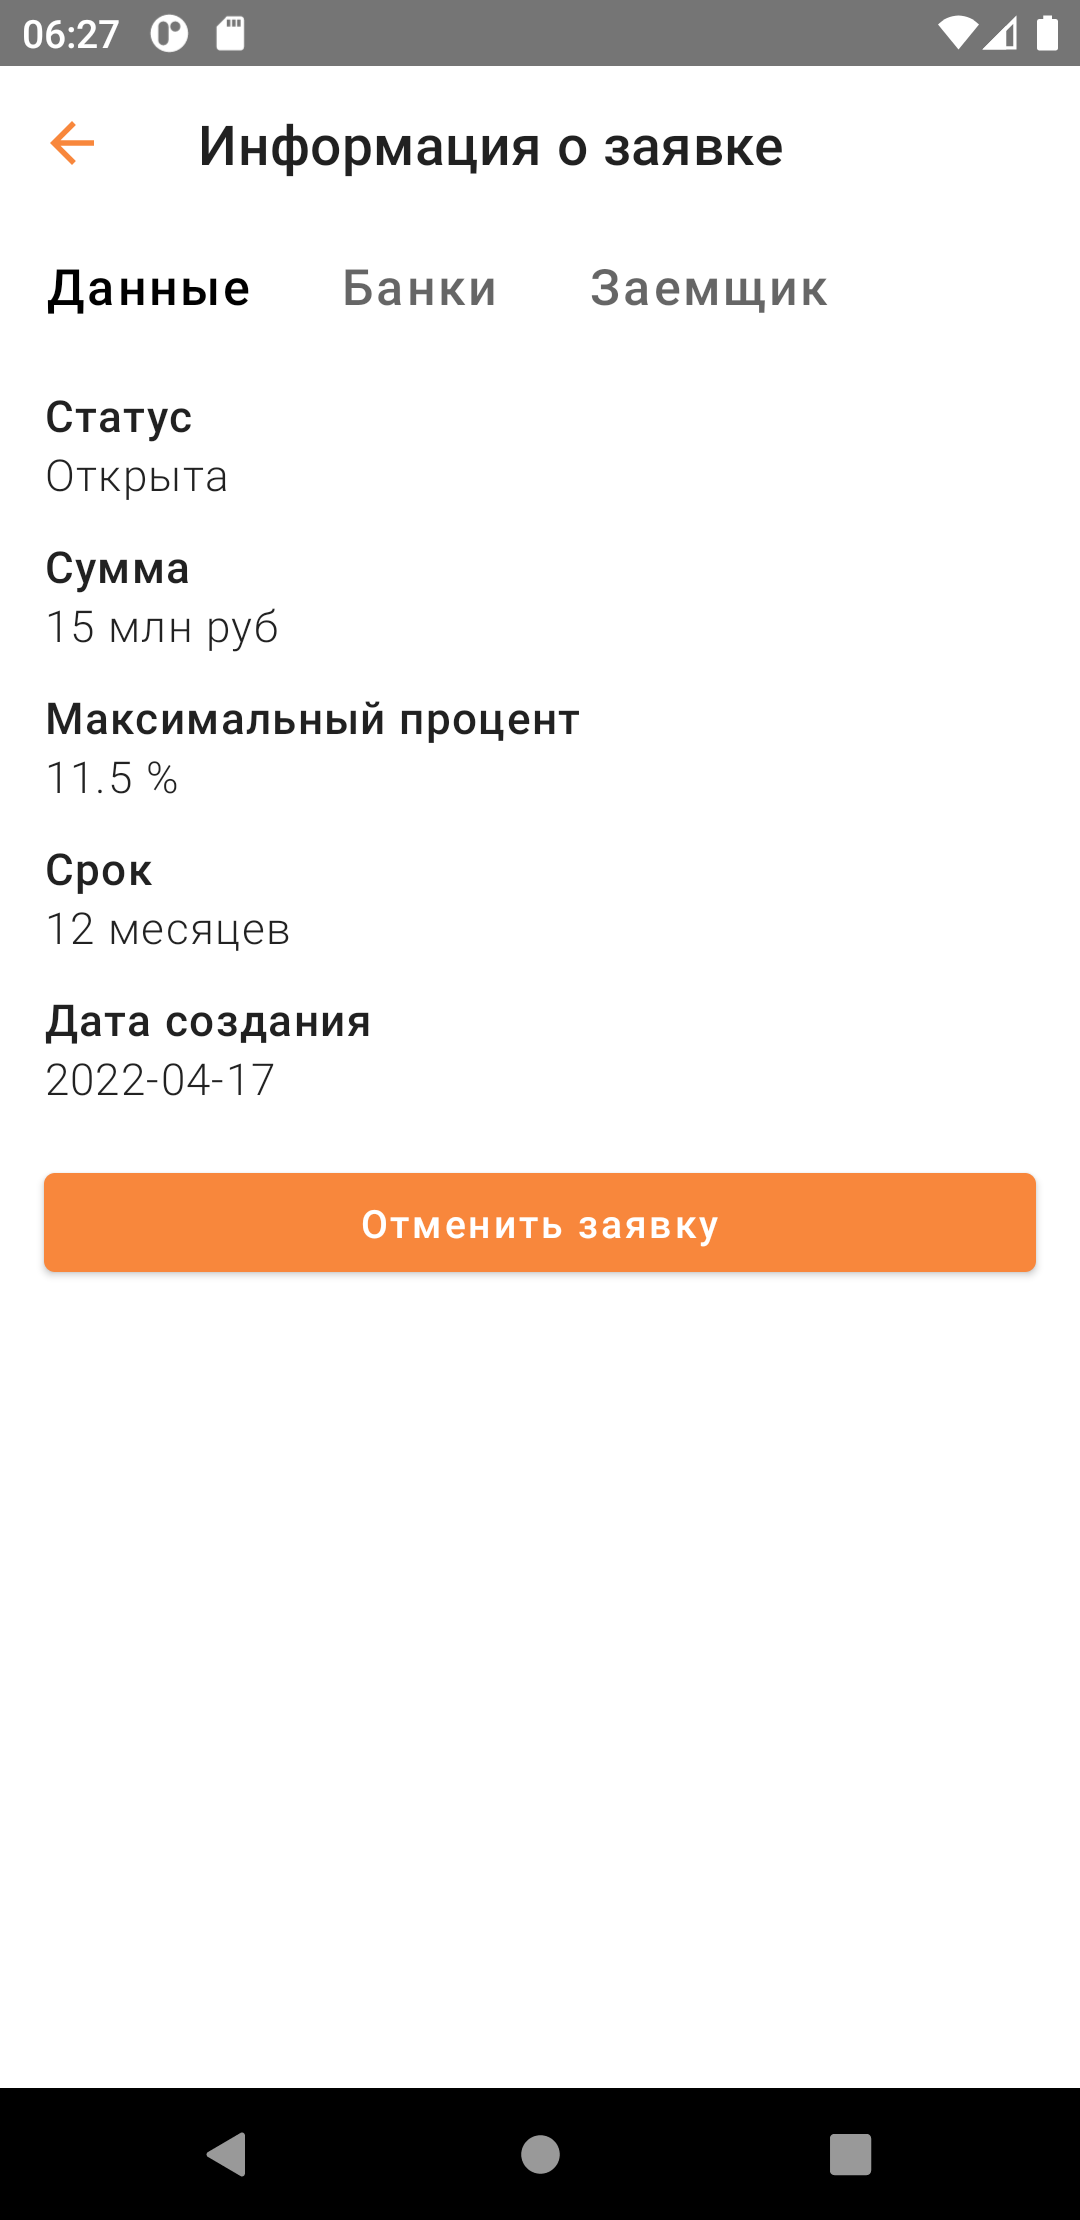 06:27
Информация о заявке
Данные Банки Заемщик
Статус
Открыта
Сумма
15 млн руб
Максимальный процент
11.5 %
Срок
12 месяцев
Дата создания
2022-04-17
Отменить заявку